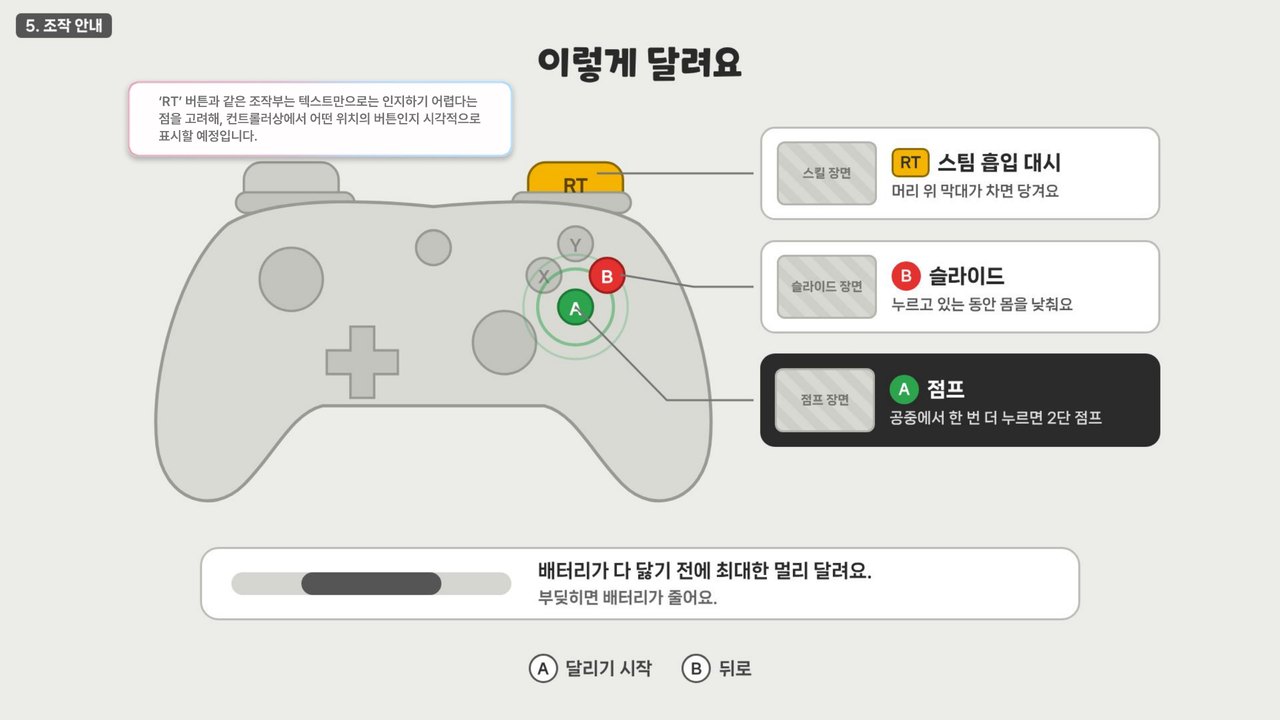 5. 조작 안내
이렇게 달려요
‘RT’ 버튼과 같은 조작부는 텍스트만으로는 인지하기 어렵다는
점을 고려해, 컨트롤러상에서 어떤 위치의 버튼인지 시각적으로
표시할 예정입니다.
RT
Y
X
B
A
스킬 장면
RT 스팀 흡입 대시
머리 위 막대가 차면 당겨요
슬라이드 장면
B 슬라이드
누르고 있는 동안 몸을 낮춰요
점프 장면
A 점프
공중에서 한 번 더 누르면 2단 점프
배터리가 다 닳기 전에 최대한 멀리 달려요.
부딪히면 배터리가 줄어요.
A 달리기 시작 B 뒤로